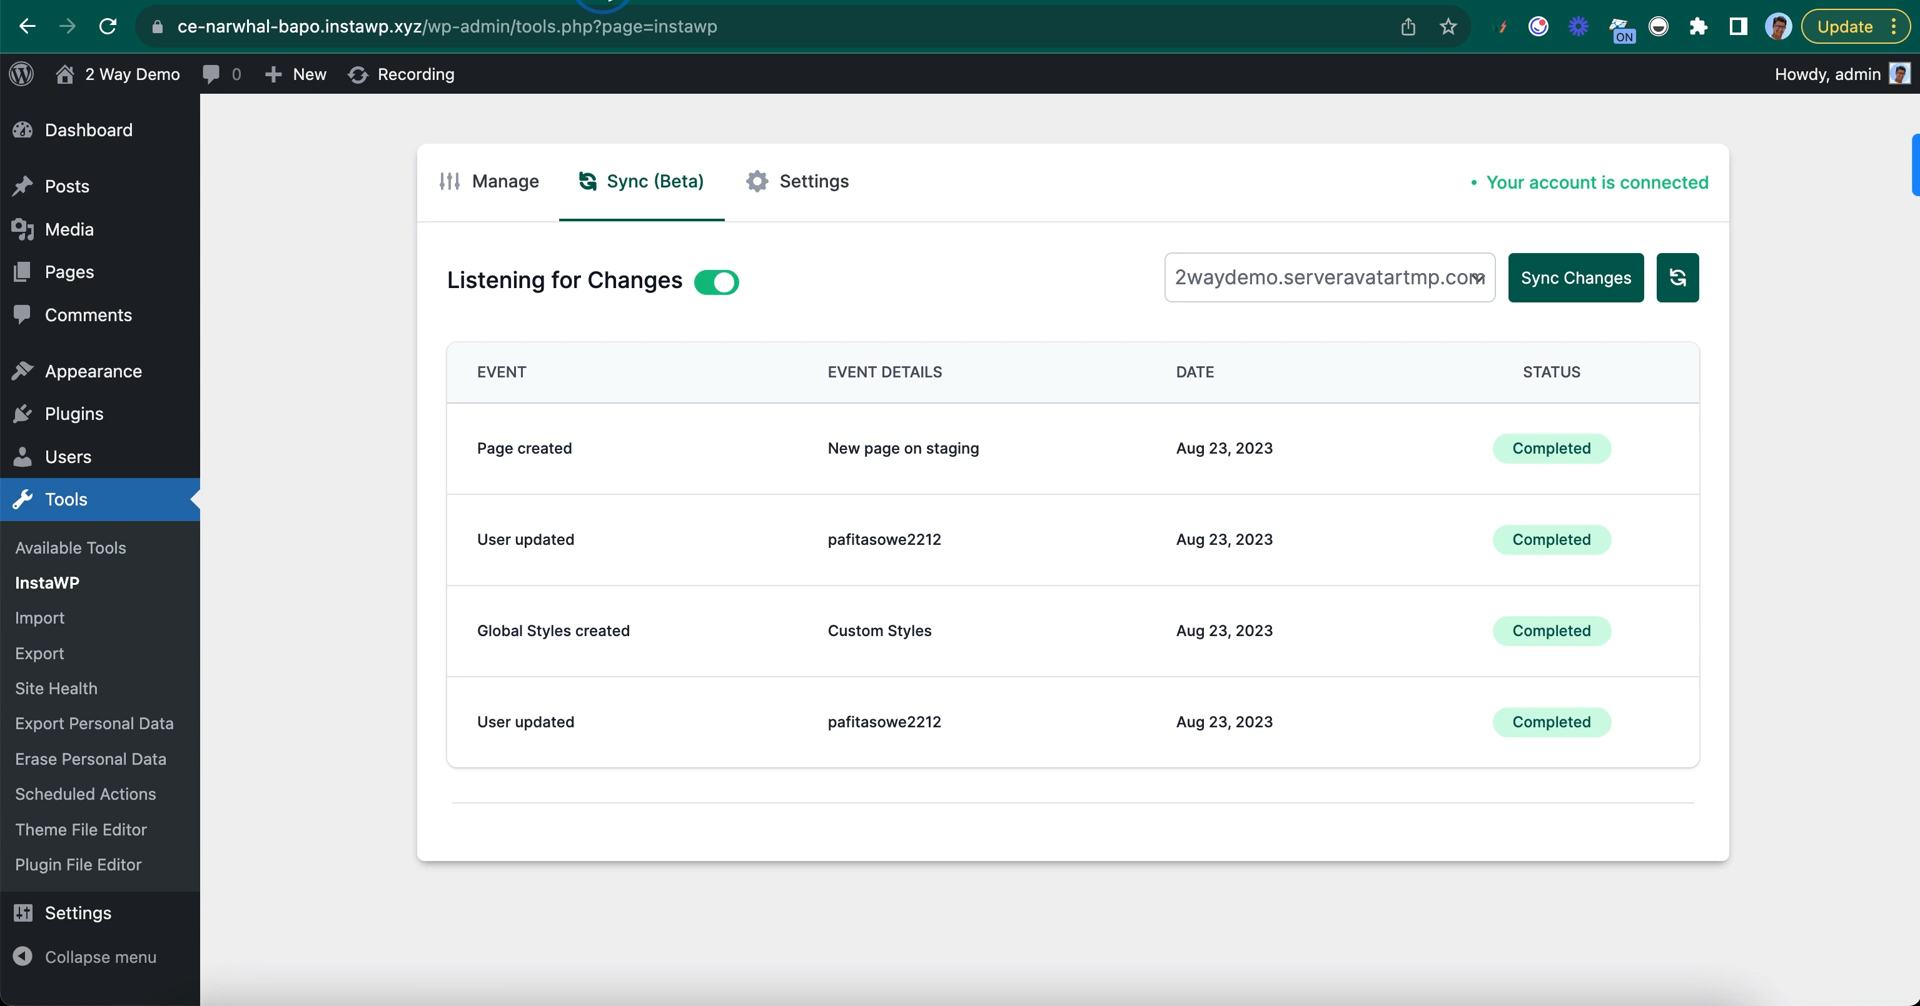 ce-narwhal-bapo.instawp.xyz/wp-admin/tools.php?page=instawp
ON
Update
2 Way Demo
0
New
Recording
Howdy, admin
Dashboard
Posts
Media
Pages
Comments
Appearance
Plugins
Users
Tools
Available Tools
InstaWP
Import
Export
Site Health
Export Personal Data
Erase Personal Data
Scheduled Actions
Theme File Editor
Plugin File Editor
Settings
Collapse menu
Manage
Sync (Beta)
Settings
• Your account is connected
Listening for Changes
2waydemo.serveravatartmp.com
Sync Changes
EVENT EVENT DETAILS DATE STATUS
Page created New page on staging Aug 23, 2023 Completed
User updated pafitasowe2212 Aug 23, 2023 Completed
Global Styles created Custom Styles Aug 23, 2023 Completed
User updated pafitasowe2212 Aug 23, 2023 Completed